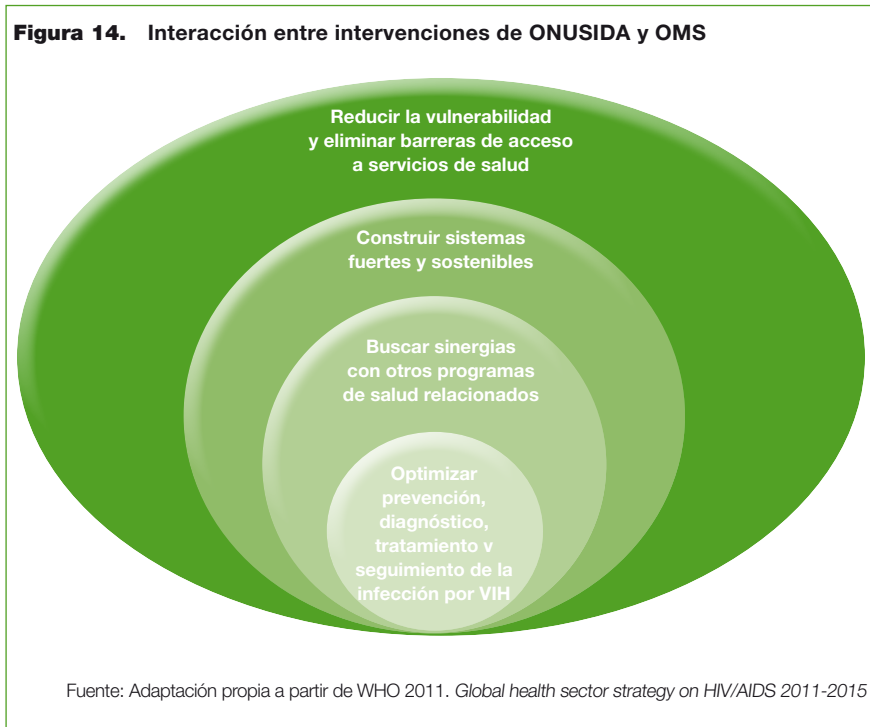 Figura 14. Interacción entre intervenciones de ONUSIDA y OMS
Reducir la vulnerabilidad
y eliminar barreras de acceso
a servicios de salud
Construir sistemas
fuertes y sostenibles
Buscar sinergias
con otros programas
de salud relacionados
Optimizar
prevención,
diagnóstico,
tratamiento v
seguimiento de la
infección por VIH
Fuente: Adaptación propia a partir de WHO 2011. Global health sector strategy on HIV//AIDS 2011-2015